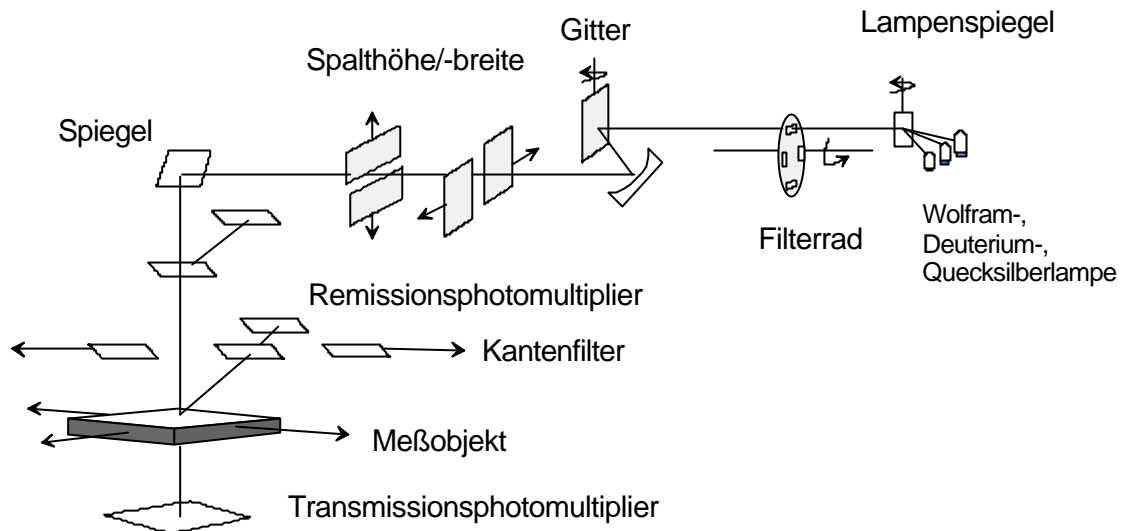 Lampenspiegel
Gitter
Spalthöhe/-breite
Spiegel
Filterrad
Wolfram-,
Deuterium-,
Quecksilberlampe
Remissionsphotomultiplier
Kantenfilter
Meßobjekt
Transmissionsphotomultiplier